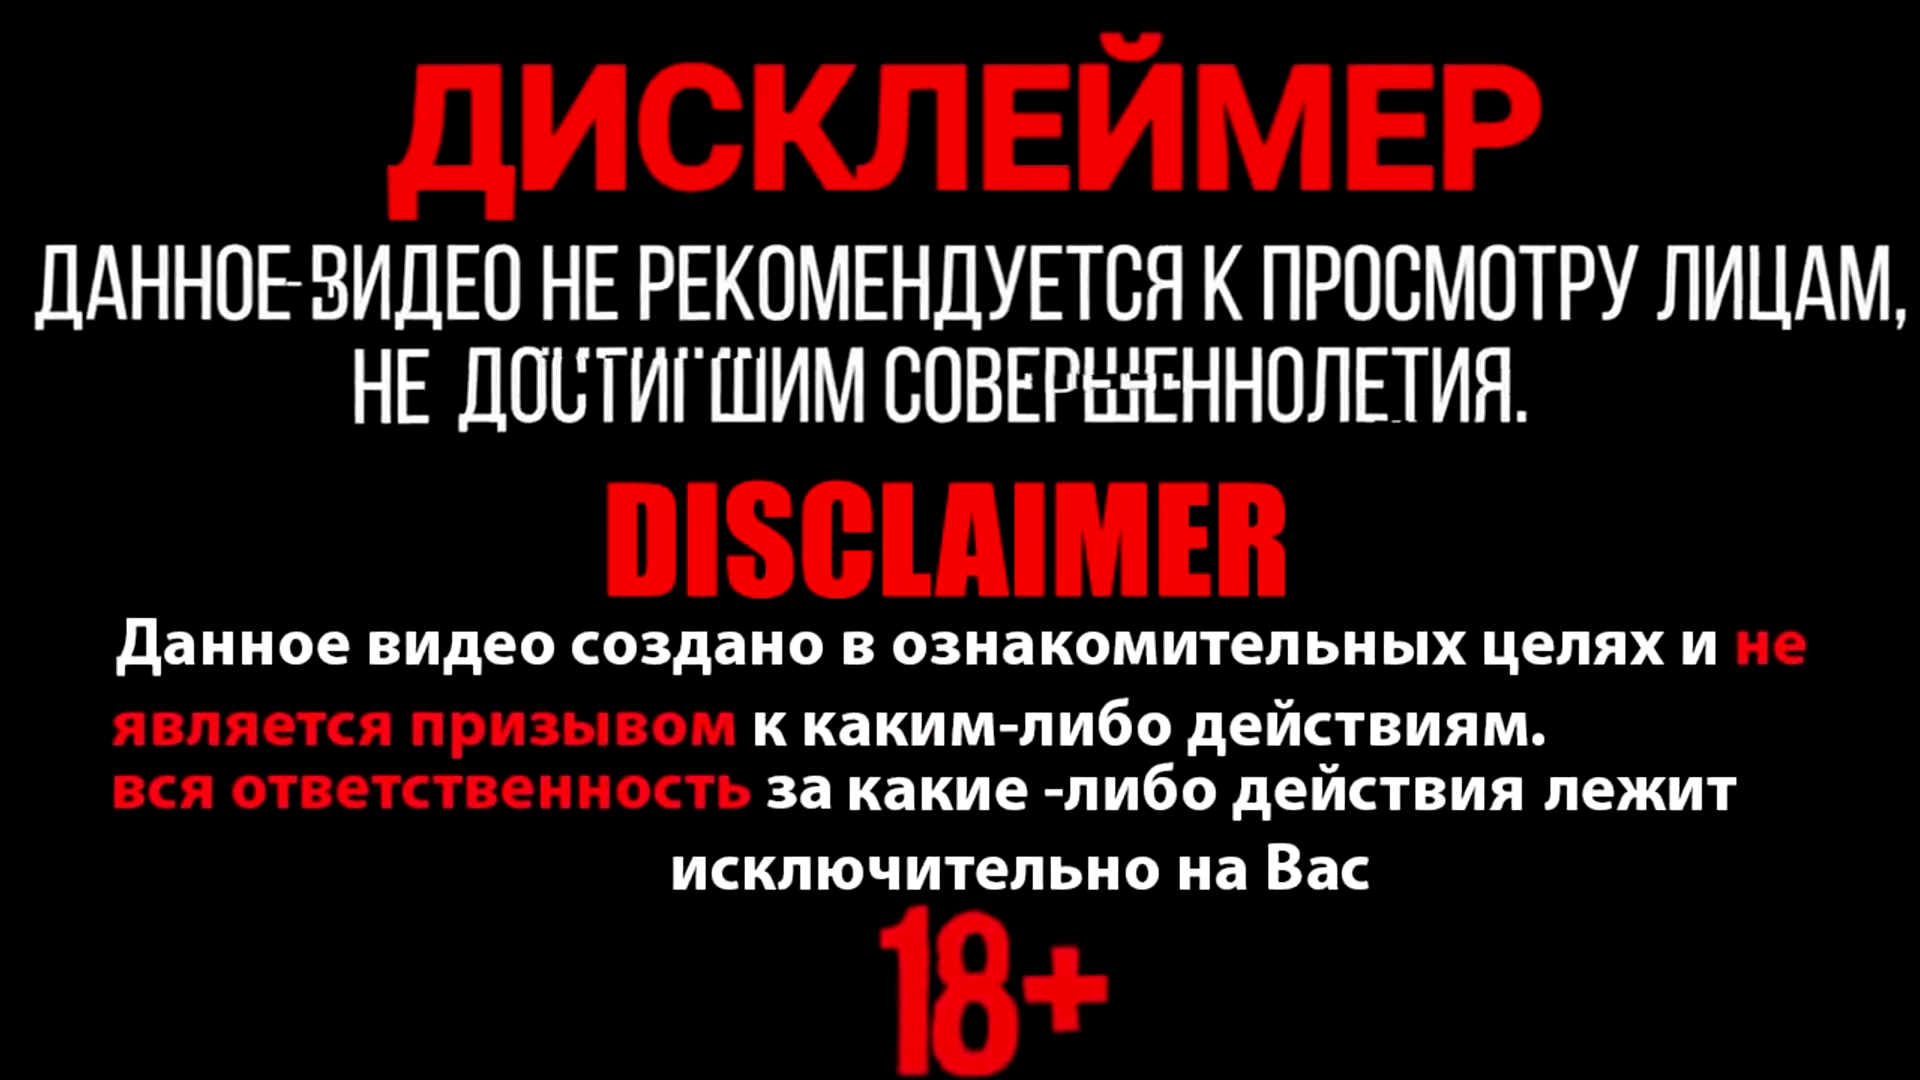 ДИСКЛЕЙМЕР
ДАННОЕ ВИДЕО НЕ РЕКОМЕНДУЕТСЯ К ПРОСМОТРУ ЛИЦАМ,
НЕ ДОСТИГШИМ СОВЕРШЕННОЛЕТИЯ.
DISCLAIMER
Данное видео создано в ознакомительных целях и не
является призывом к каким-либо действиям.
вся ответственность за какие -либо действия лежит
исключительно на Вас
18+